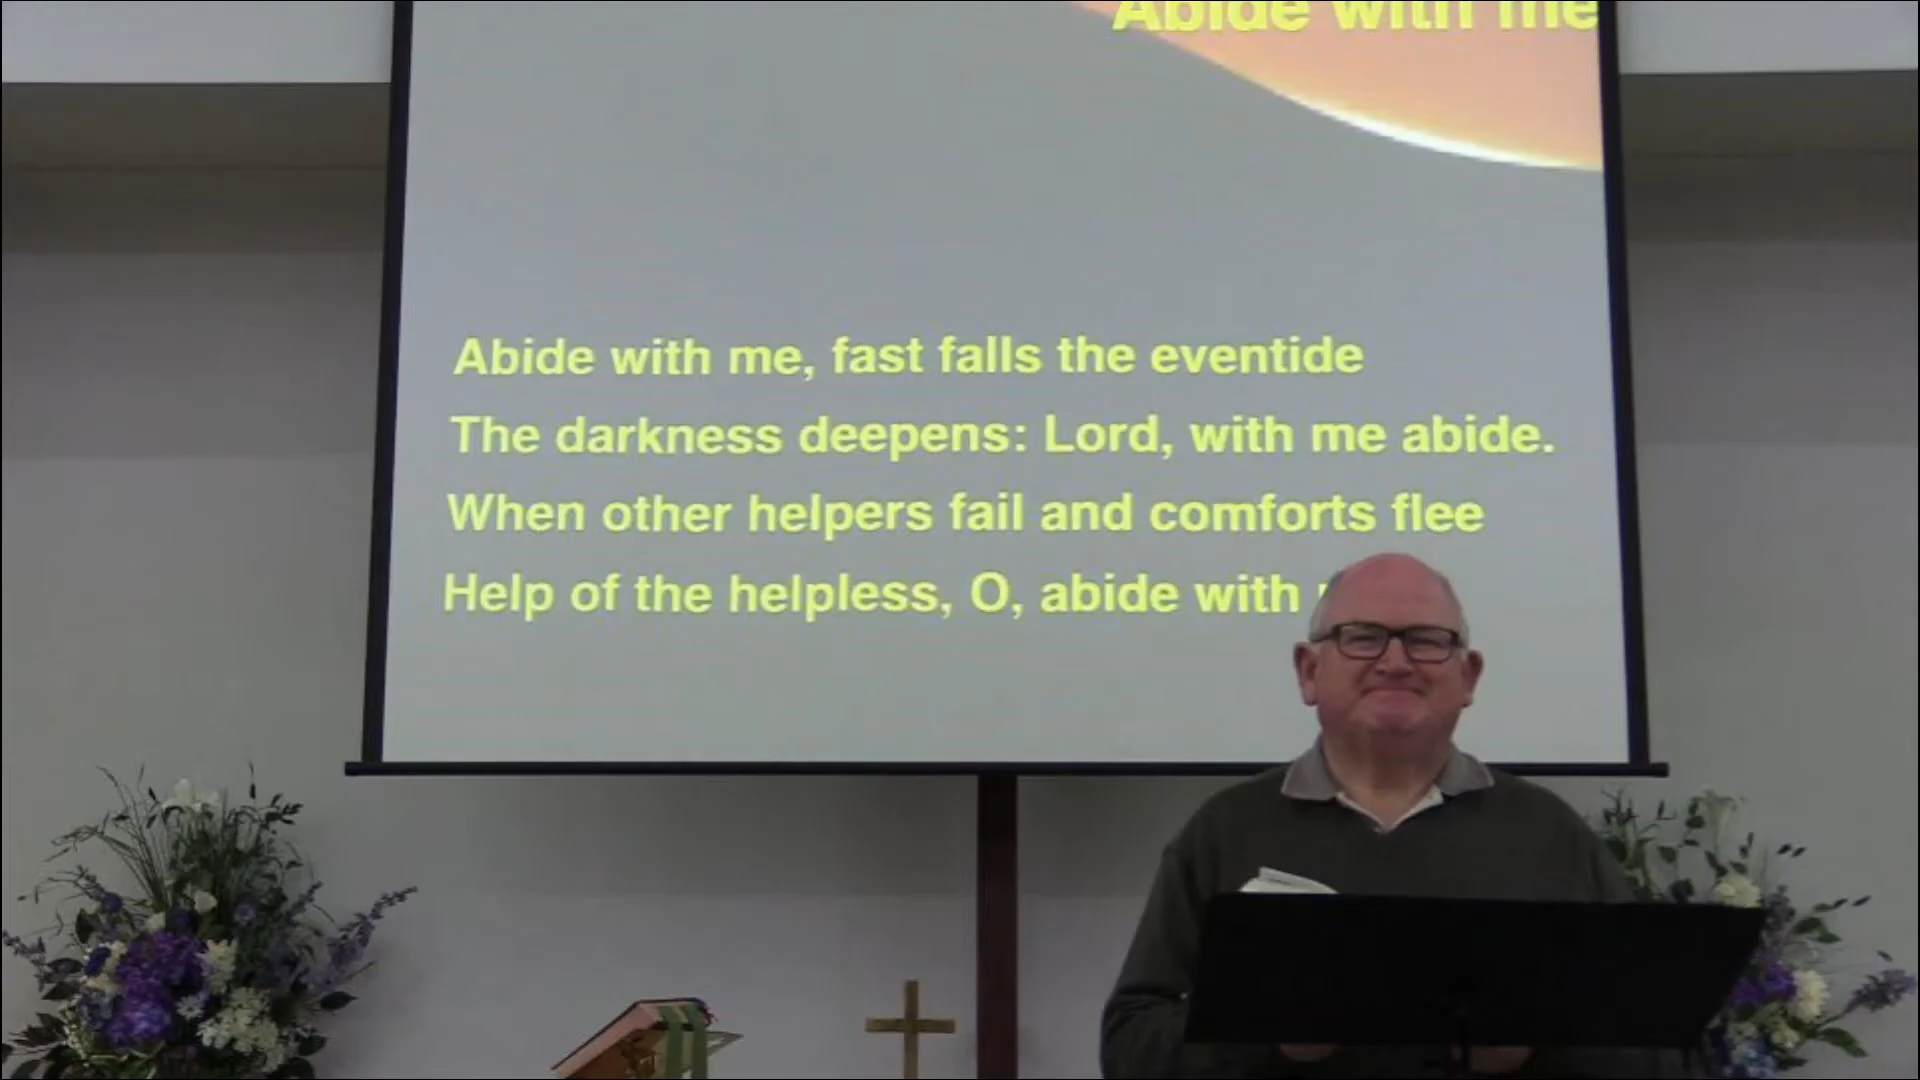 Abide with me
Abide with me, fast falls the eventide
The darkness deepens: Lord, with me abide.
When other helpers fail and comforts flee
Help of the helpless, O, abide with